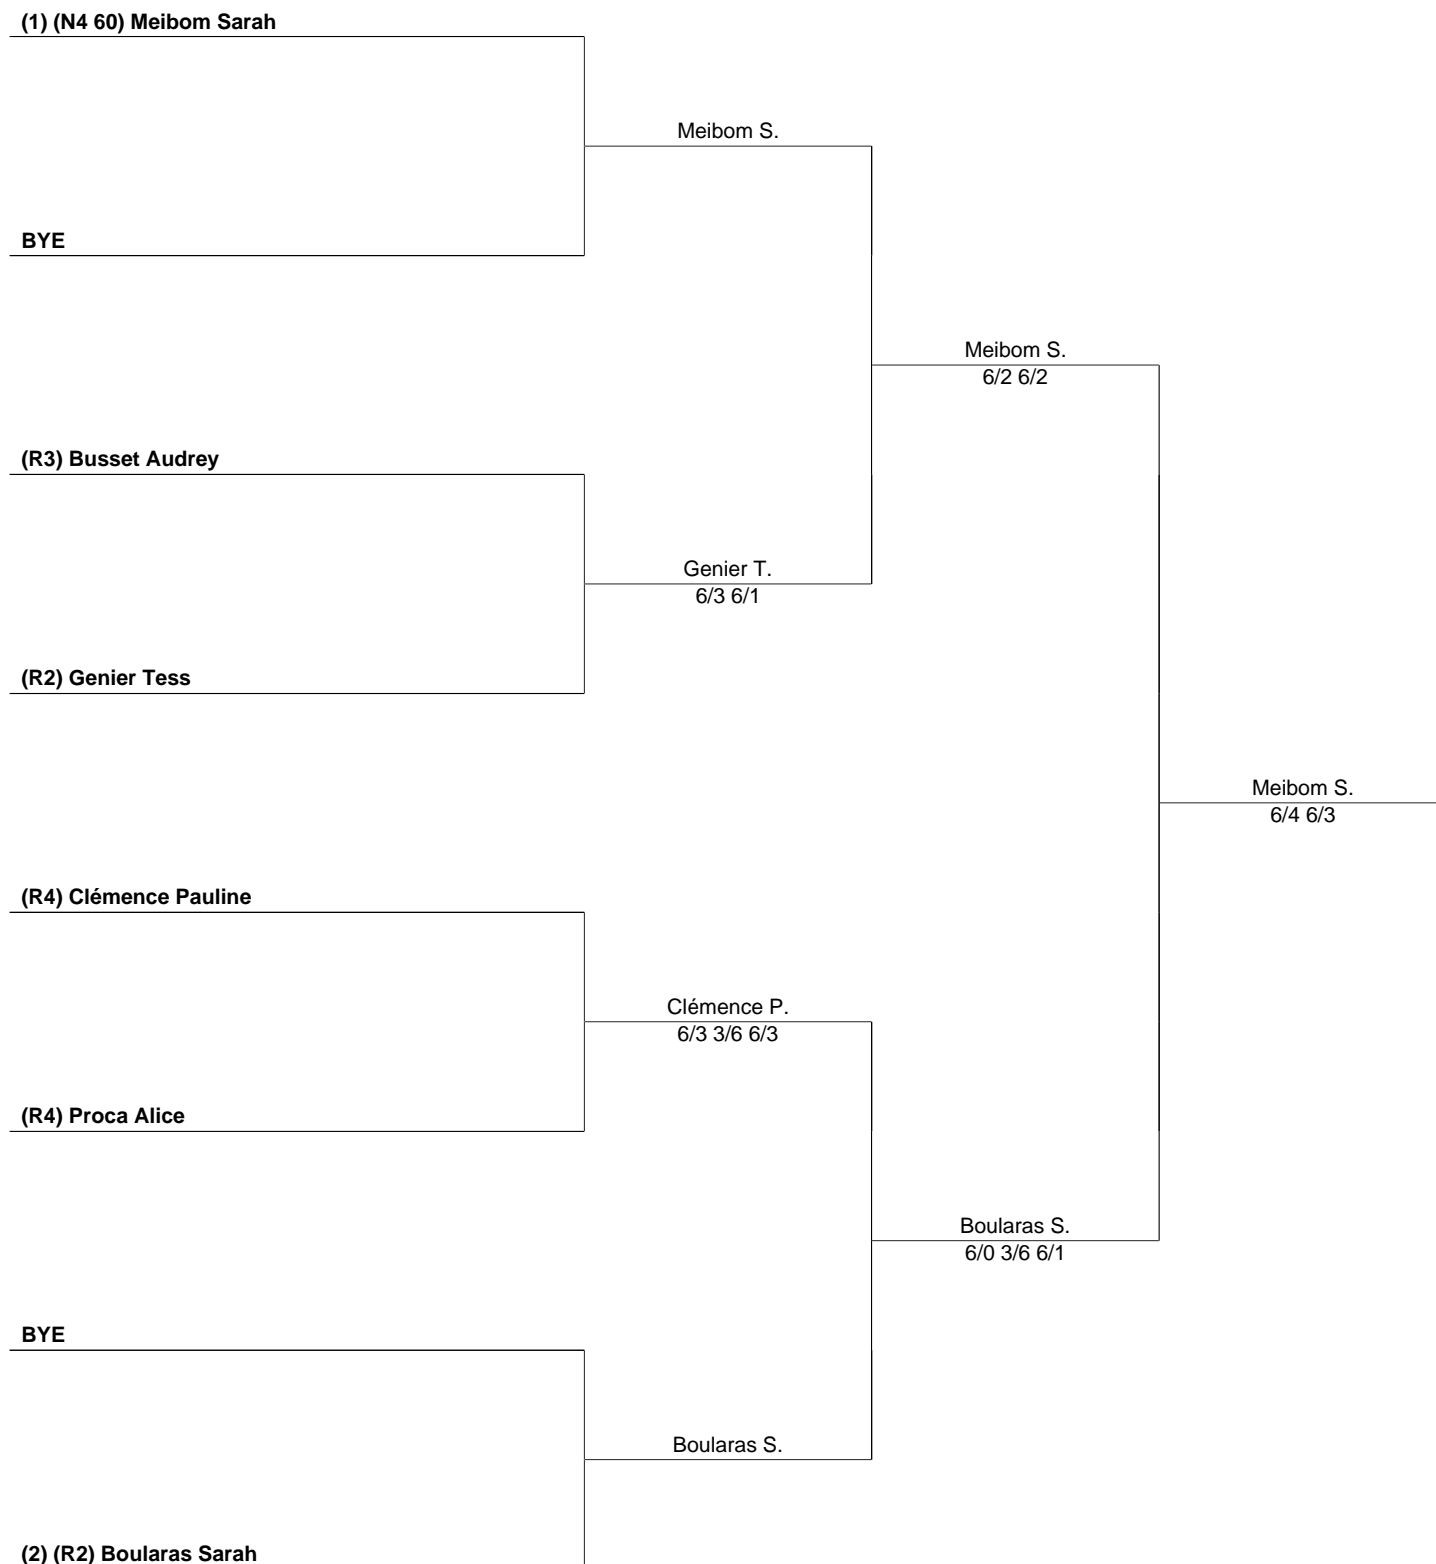 (1) (N4 60) Meibom Sarah
Meibom S.
BYE
Meibom S.
6/2 6/2
(R3) Busset Audrey
Genier T.
6/3 6/1
(R2) Genier Tess
Meibom S.
6/4 6/3
(R4) Clémence Pauline
Clémence P.
6/3 3/6 6/3
(R4) Proca Alice
Boularas S.
6/0 3/6 6/1
BYE
Boularas S.
(2) (R2) Boularas Sarah